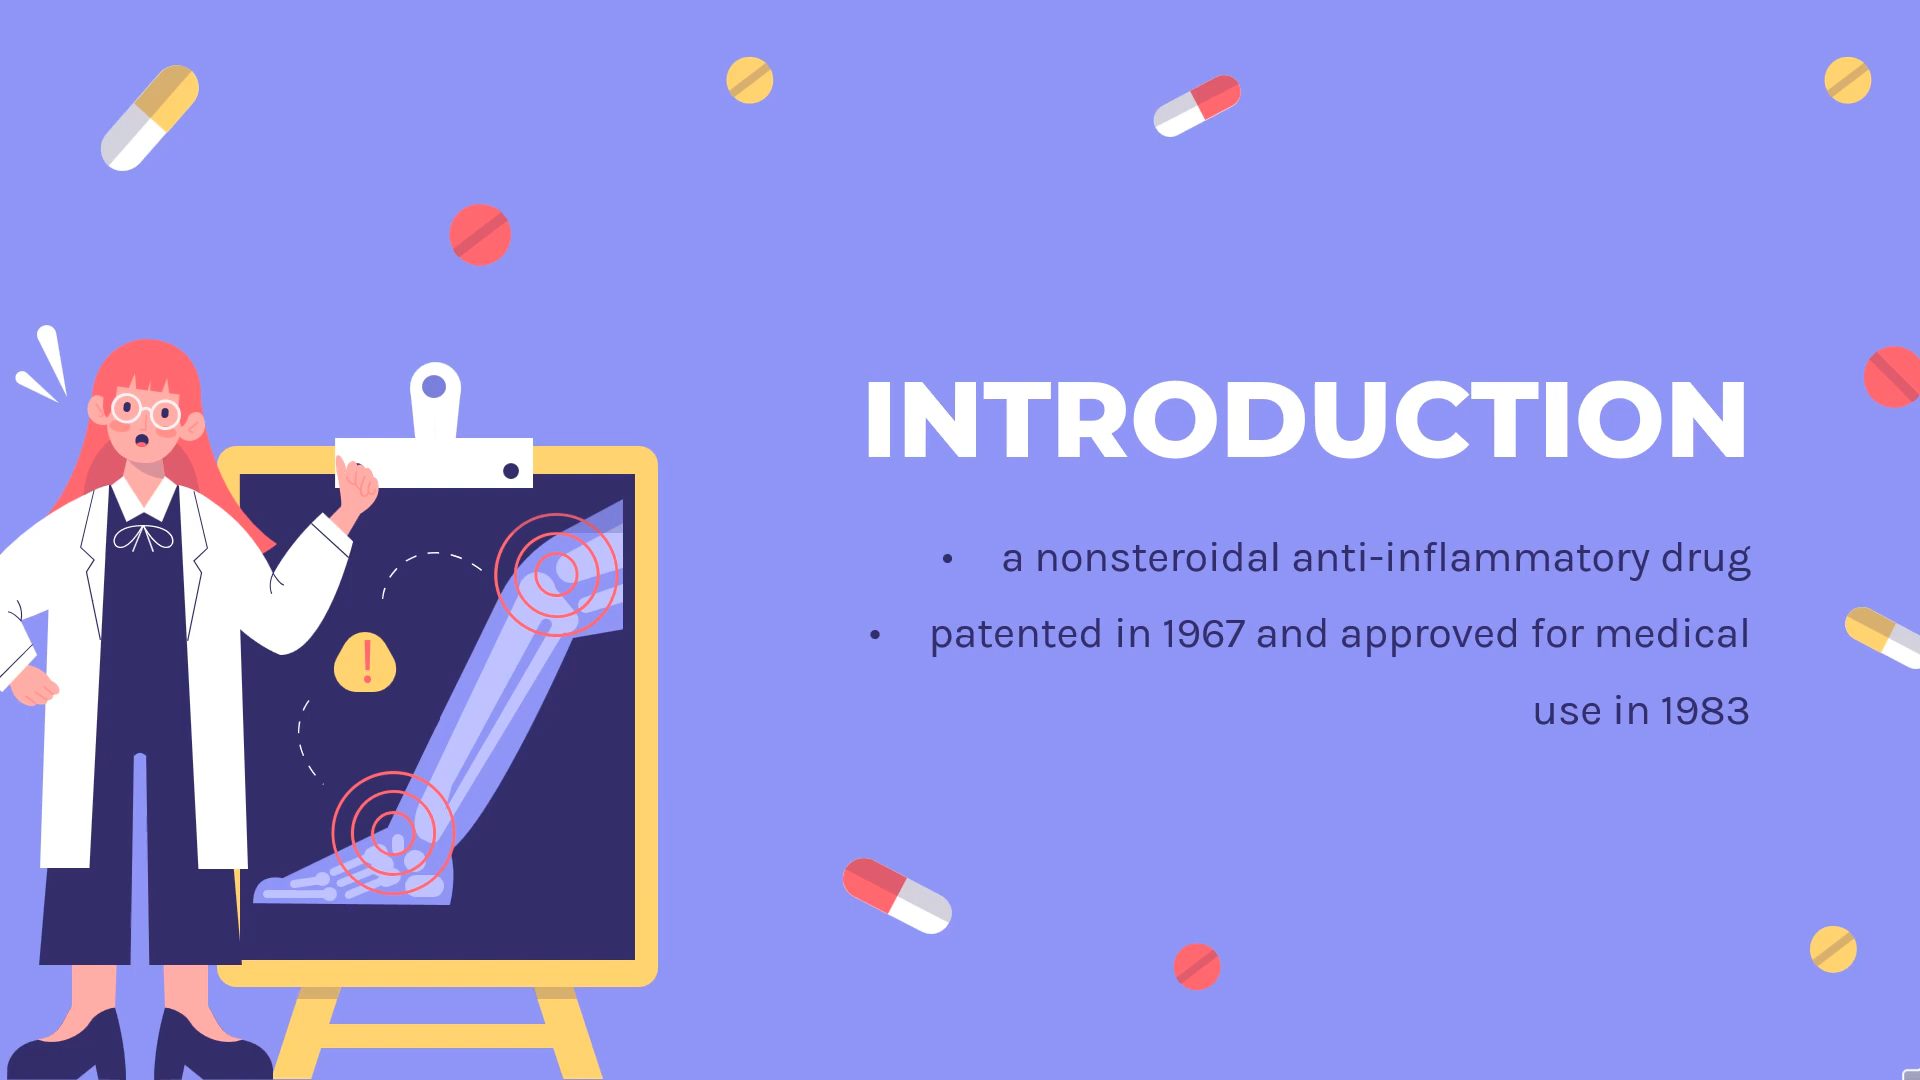 INTRODUCTION
• a nonsteroidal anti-inflammatory drug
• patented in 1967 and approved for medical
use in 1983